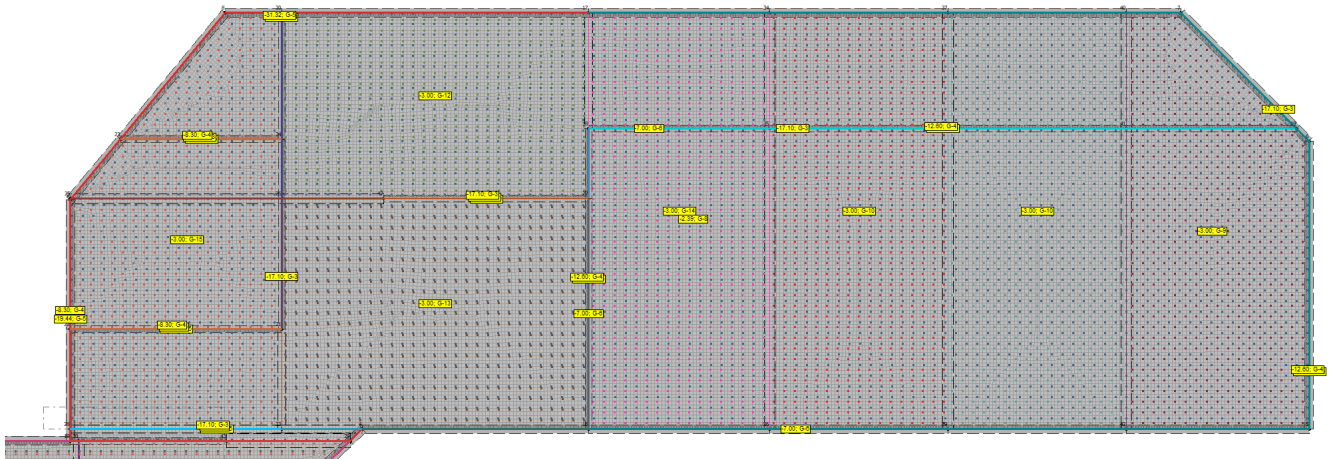 -31.32; G-5
-3.00; G-12
-17.10; G-3
-8.30; G-4
-7.00; G-6
-17.10; G-3
-12.60; G-4
-17.10; G-3
-3.00; G-14
-2.39; G-8
-3.00; G-10
-3.00; G-10
-3.00; G-9
-3.00; G-15
-17.10; G-3
-12.60; G-4
-3.00; G-13
-8.30; G-4
-19.44; G-5
-7.00; G-6
-8.30; G-4
-12.60; G-4
-17.10; G-3
-7.00; G-6